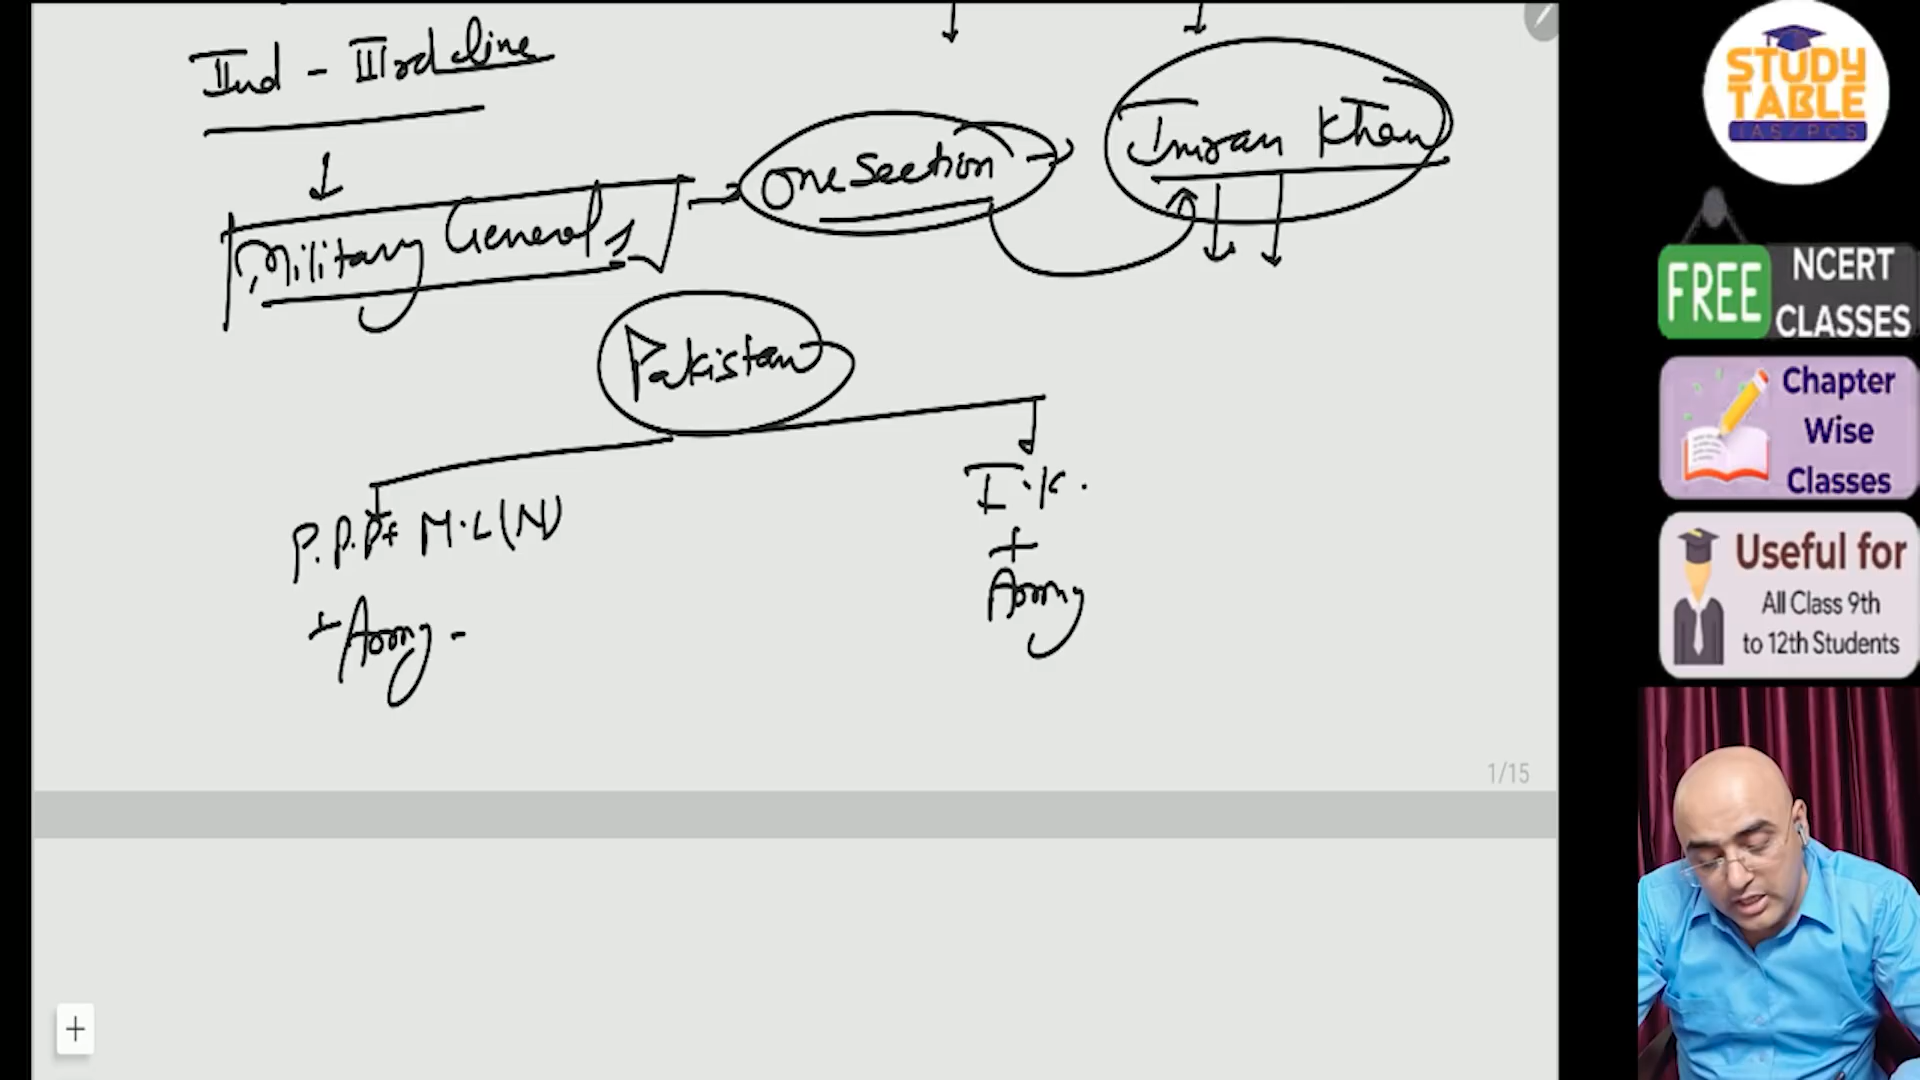 IInd - IIIrd line
Military Generals
One Section
Imran Khan
Pakistan
P.P.P+ M.L(N)
+ Army -
I.K.
+
Army
1/15
+
STUDY
TABLE
IAS/PCS
FREE
NCERT
CLASSES
Chapter
Wise
Classes
Useful for
All Class 9th
to 12th Students